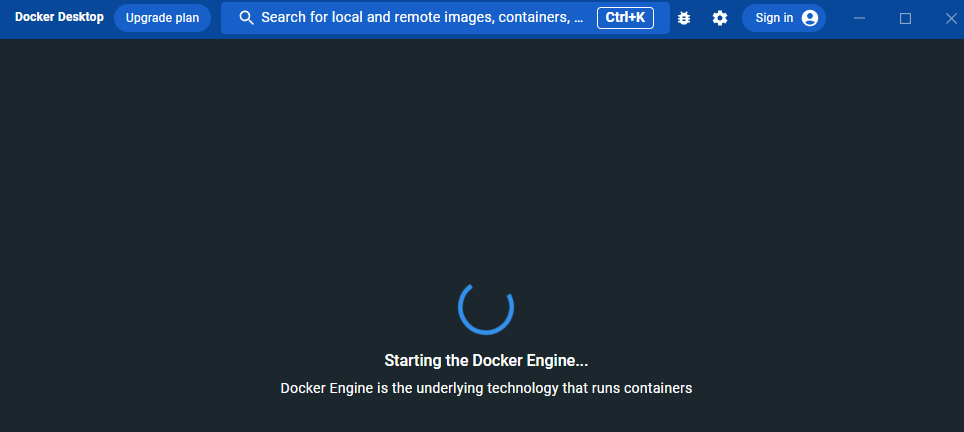 Docker Desktop Upgrade plan Search for local and remote images, containers, ... Ctrl+K Sign in
Starting the Docker Engine...
Docker Engine is the underlying technology that runs containers